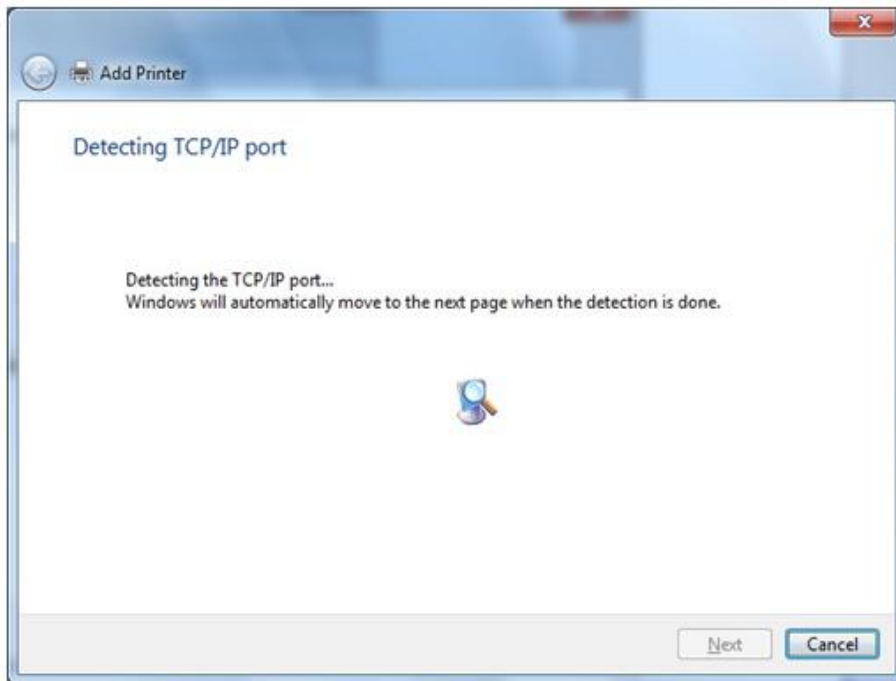 Add Printer
Detecting TCP/IP port
Detecting the TCP/IP port...
Windows will automatically move to the next page when the detection is done.
Next
Cancel